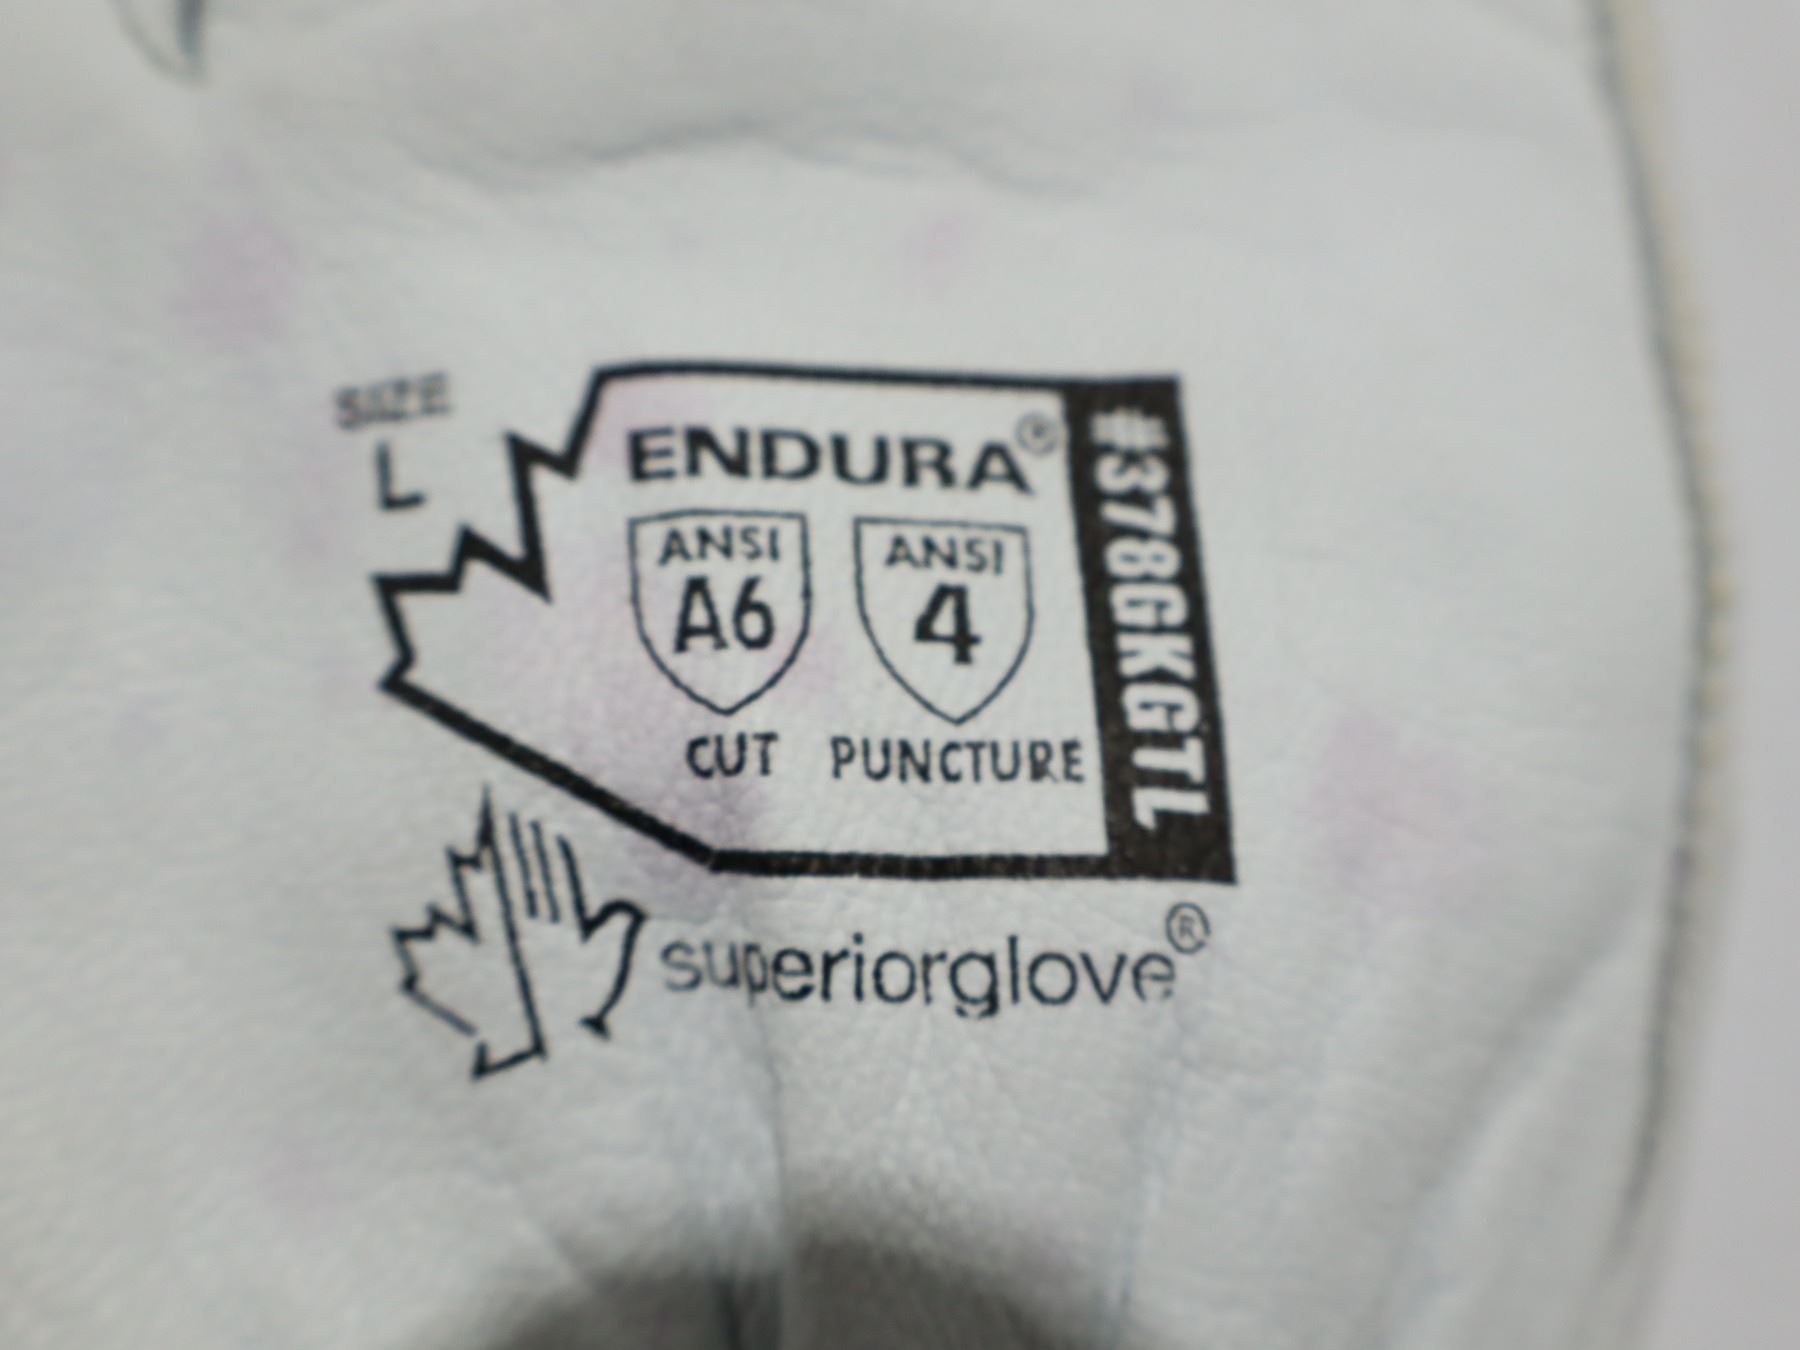 SIZE
L
ENDURA®
ANSI
A6
CUT
ANSI
4
PUNCTURE
#378GKGTL
superiorglove®